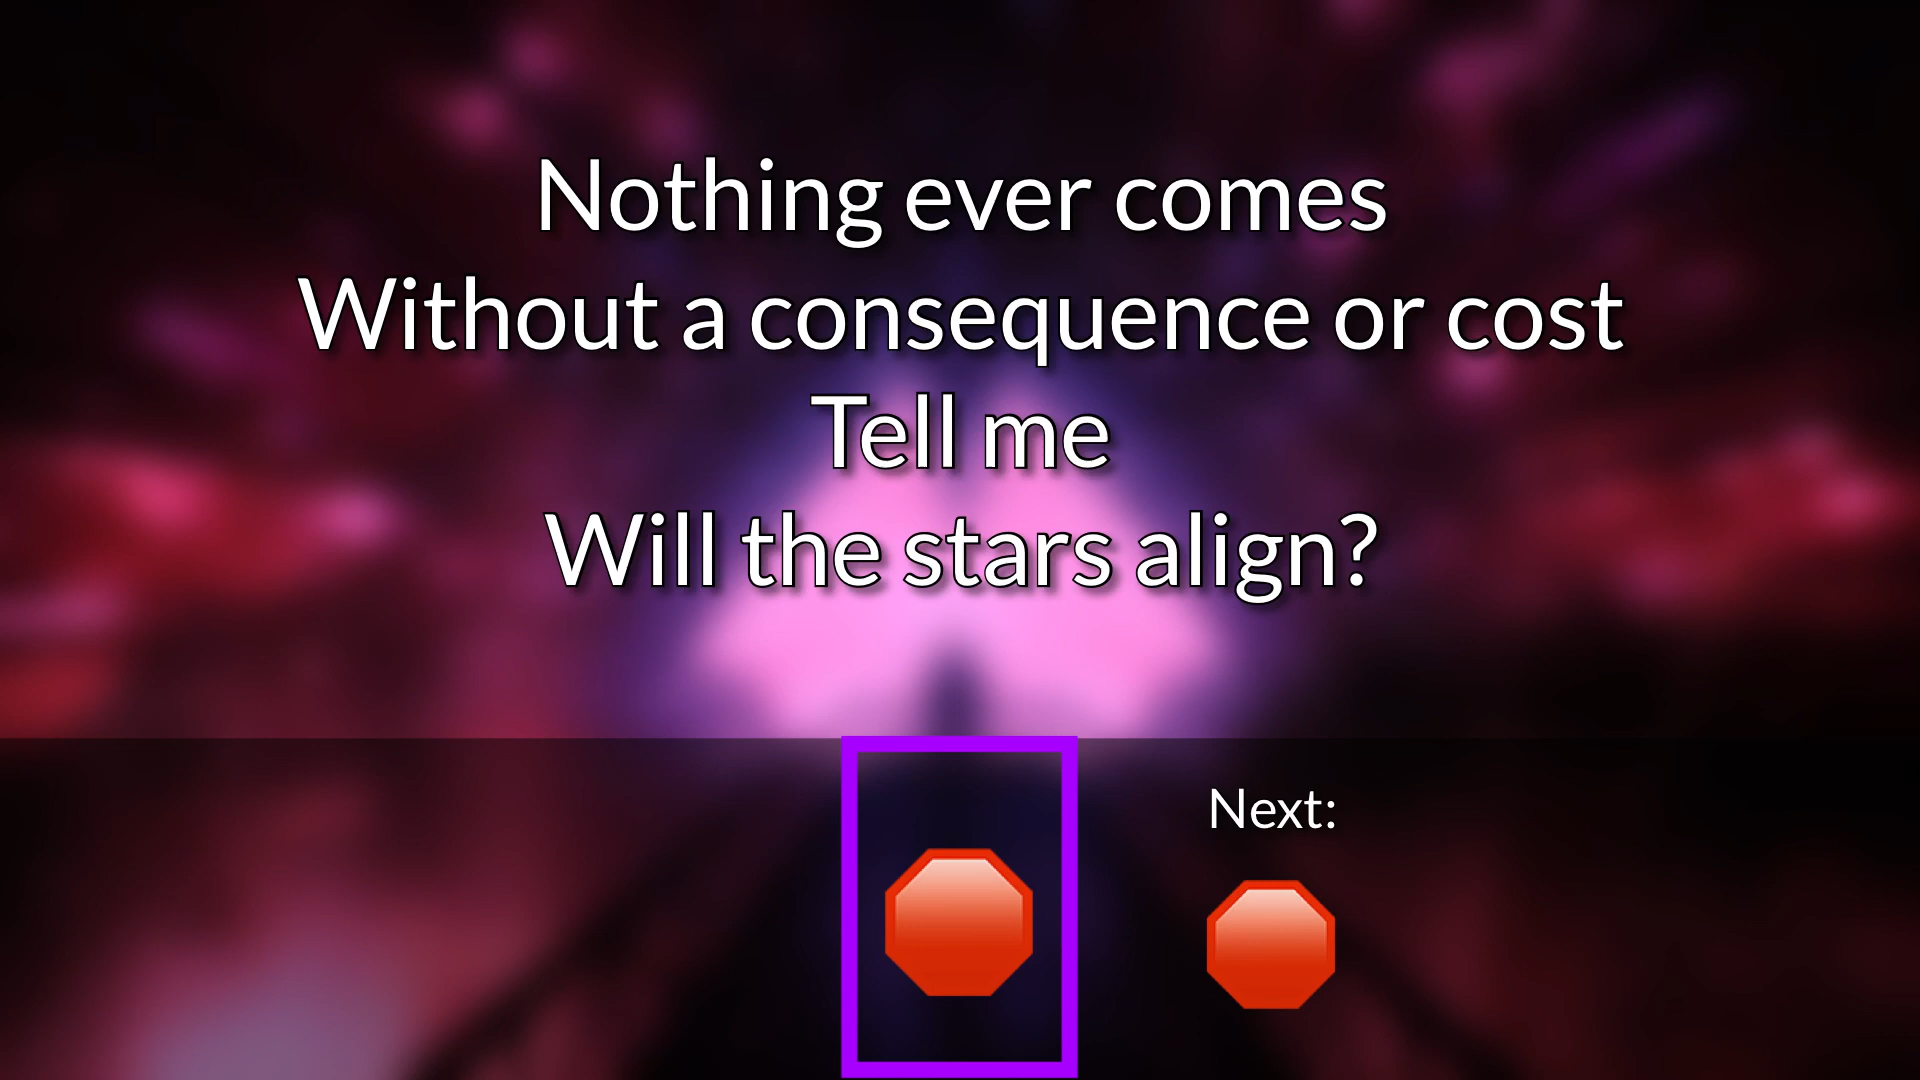 Nothing ever comes
Without a consequence or cost
Tell me
Will the stars align?
Next: